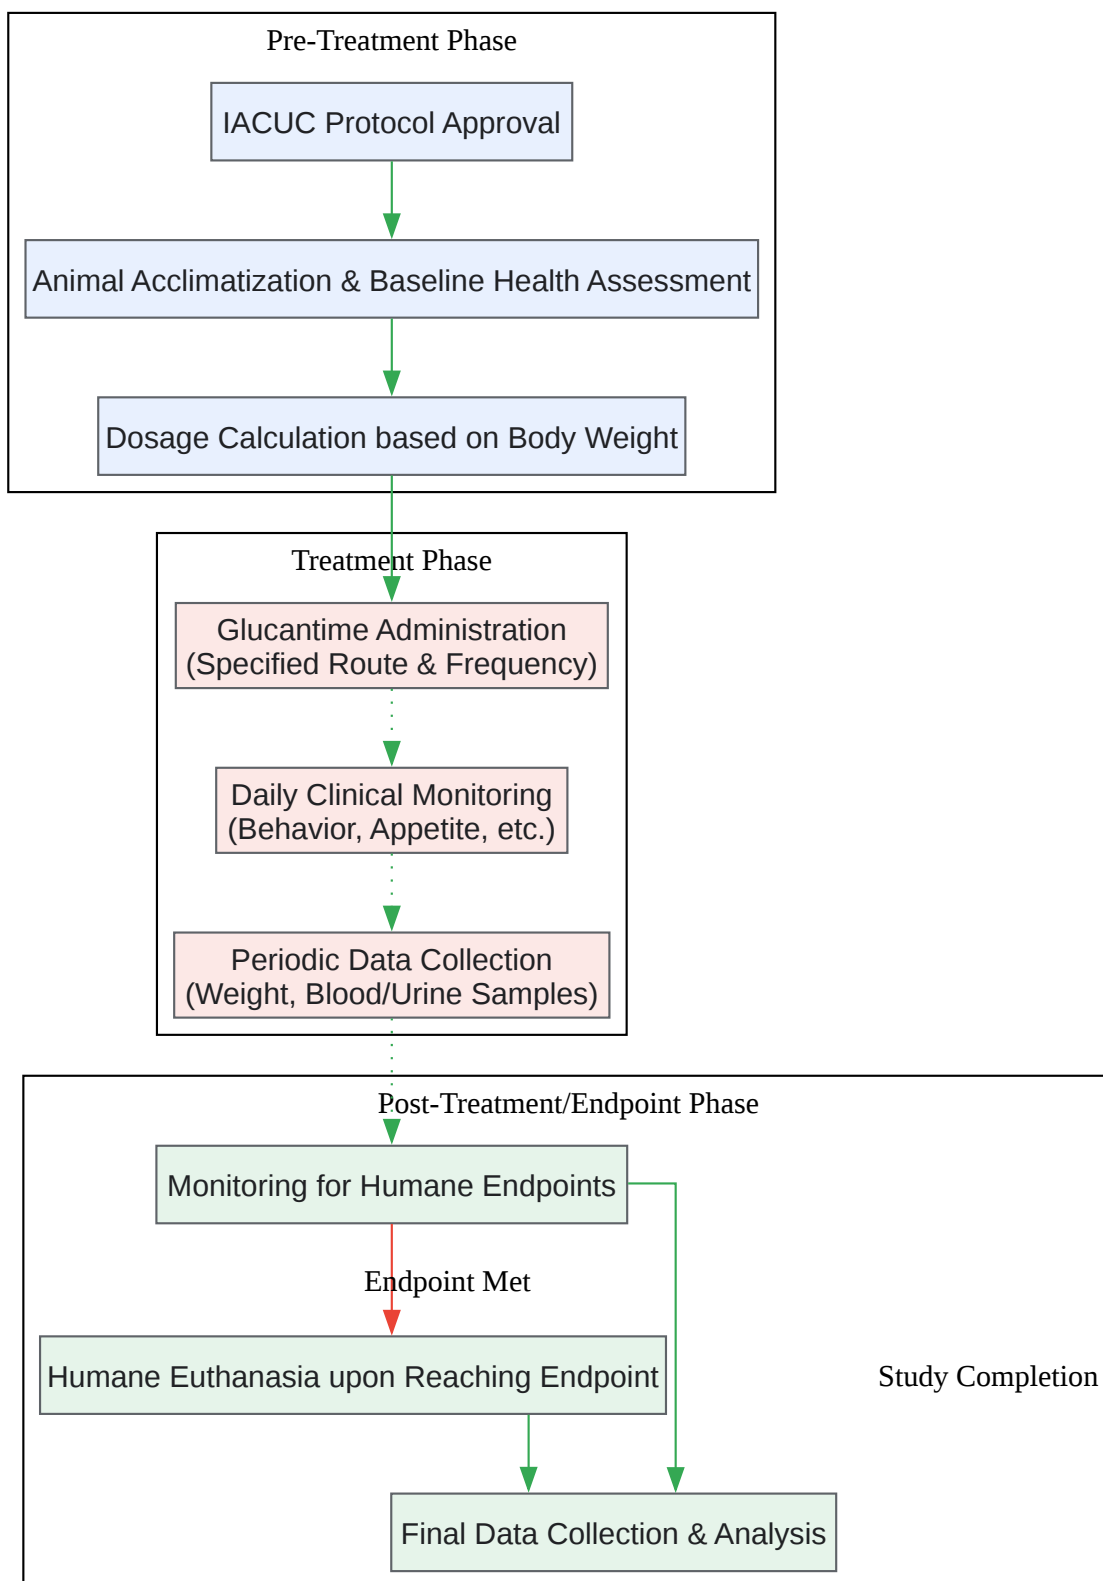 Pre-Treatment Phase
IACUC Protocol Approval
Animal Acclimatization & Baseline Health Assessment
Dosage Calculation based on Body Weight
Treatment Phase
Glucantime Administration
(Specified Route & Frequency)
Daily Clinical Monitoring
(Behavior, Appetite, etc.)
Periodic Data Collection
(Weight, Blood/Urine Samples)
Post-Treatment/Endpoint Phase
Monitoring for Humane Endpoints
Endpoint Met
Humane Euthanasia upon Reaching Endpoint
Study Completion
Final Data Collection & Analysis